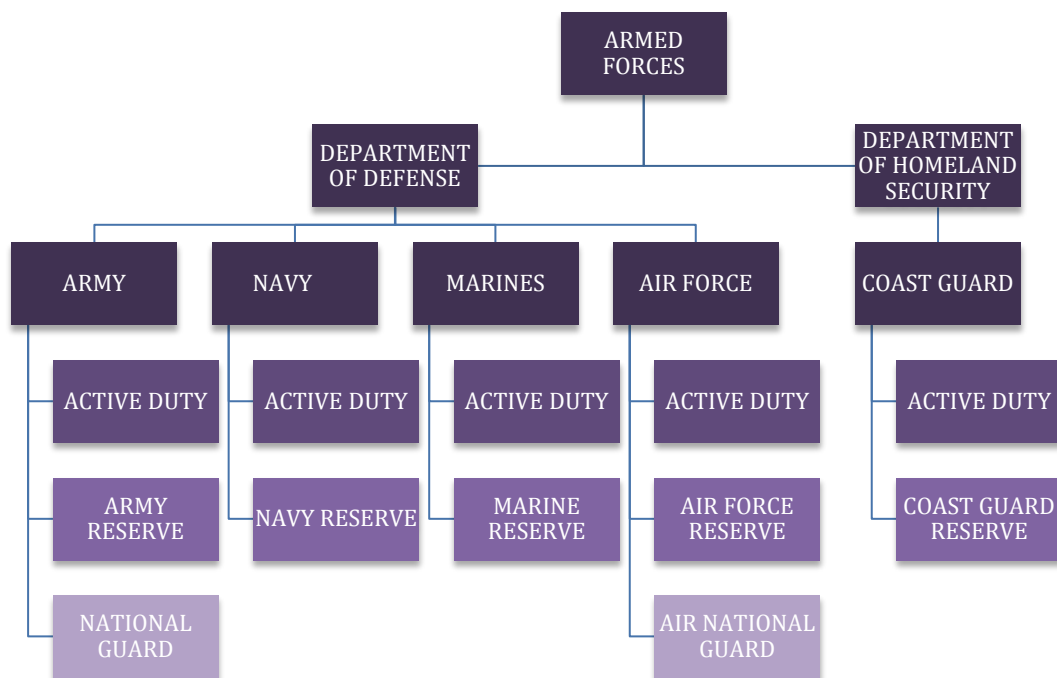 ARMED
FORCES
DEPARTMENT
OF DEFENSE
DEPARTMENT
OF HOMELAND
SECURITY
ARMY
NAVY
MARINES
AIR FORCE
COAST GUARD
ACTIVE DUTY
ACTIVE DUTY
ACTIVE DUTY
ACTIVE DUTY
ACTIVE DUTY
ARMY
RESERVE
NAVY RESERVE
MARINE
RESERVE
AIR FORCE
RESERVE
COAST GUARD
RESERVE
NATIONAL
GUARD
AIR NATIONAL
GUARD